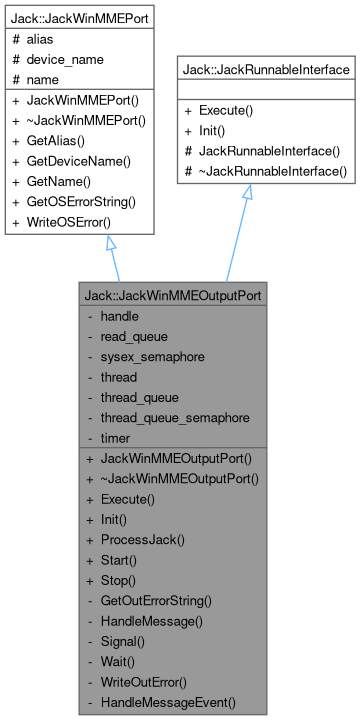 Jack::JackWinMMEPort
# alias
# device_name
# name
+ JackWinMMEPort()
+ ~JackWinMMEPort()
+ GetAlias()
+ GetDeviceName()
+ GetName()
+ GetOSErrorString()
+ WriteOSError()
Jack::JackRunnableInterface
+ Execute()
+ Init()
# JackRunnableInterface()
# ~JackRunnableInterface()
Jack::JackWinMMEOutputPort
- handle
- read_queue
- sysex_semaphore
- thread
- thread_queue
- thread_queue_semaphore
- timer
+ JackWinMMEOutputPort()
+ ~JackWinMMEOutputPort()
+ Execute()
+ Init()
+ ProcessJack()
+ Start()
+ Stop()
- GetOutErrorString()
- HandleMessage()
- Signal()
- Wait()
- WriteOutError()
- HandleMessageEvent()